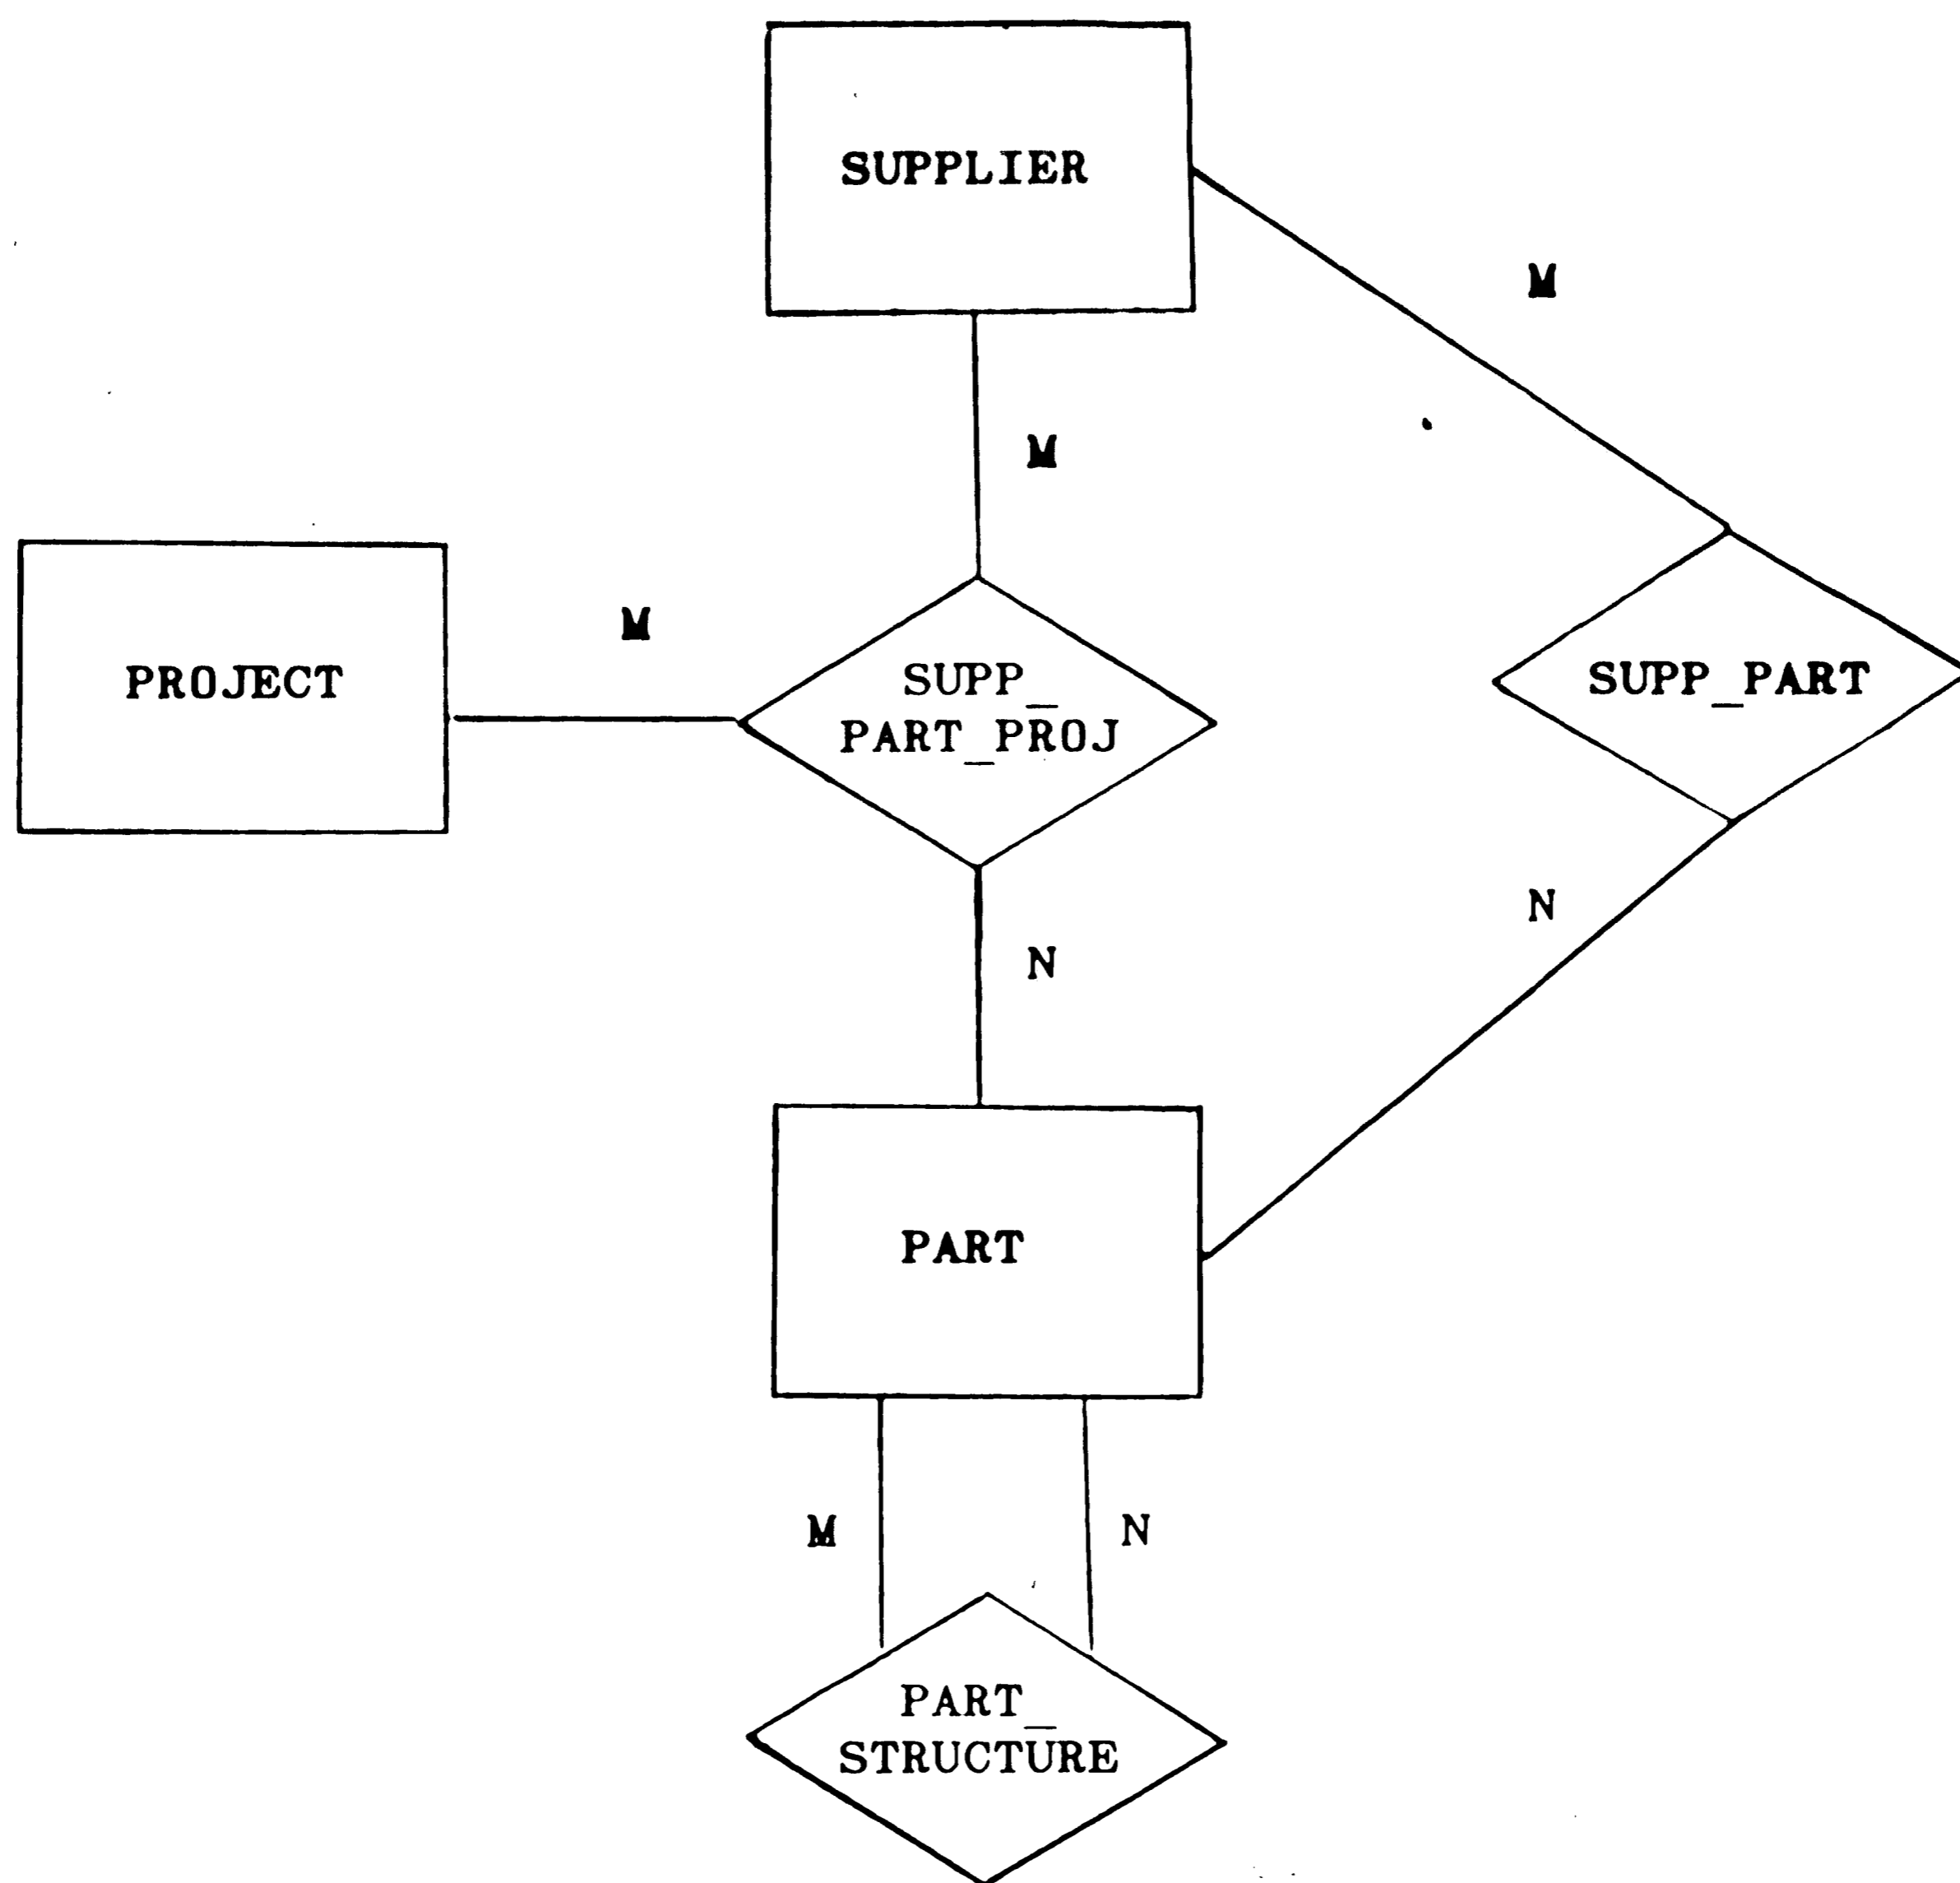 SUPPLIER
M
M
M
PROJECT
SUPP_
PART_PROJ
SUPP_PART
N
N
PART
M
N
PART_
STRUCTURE